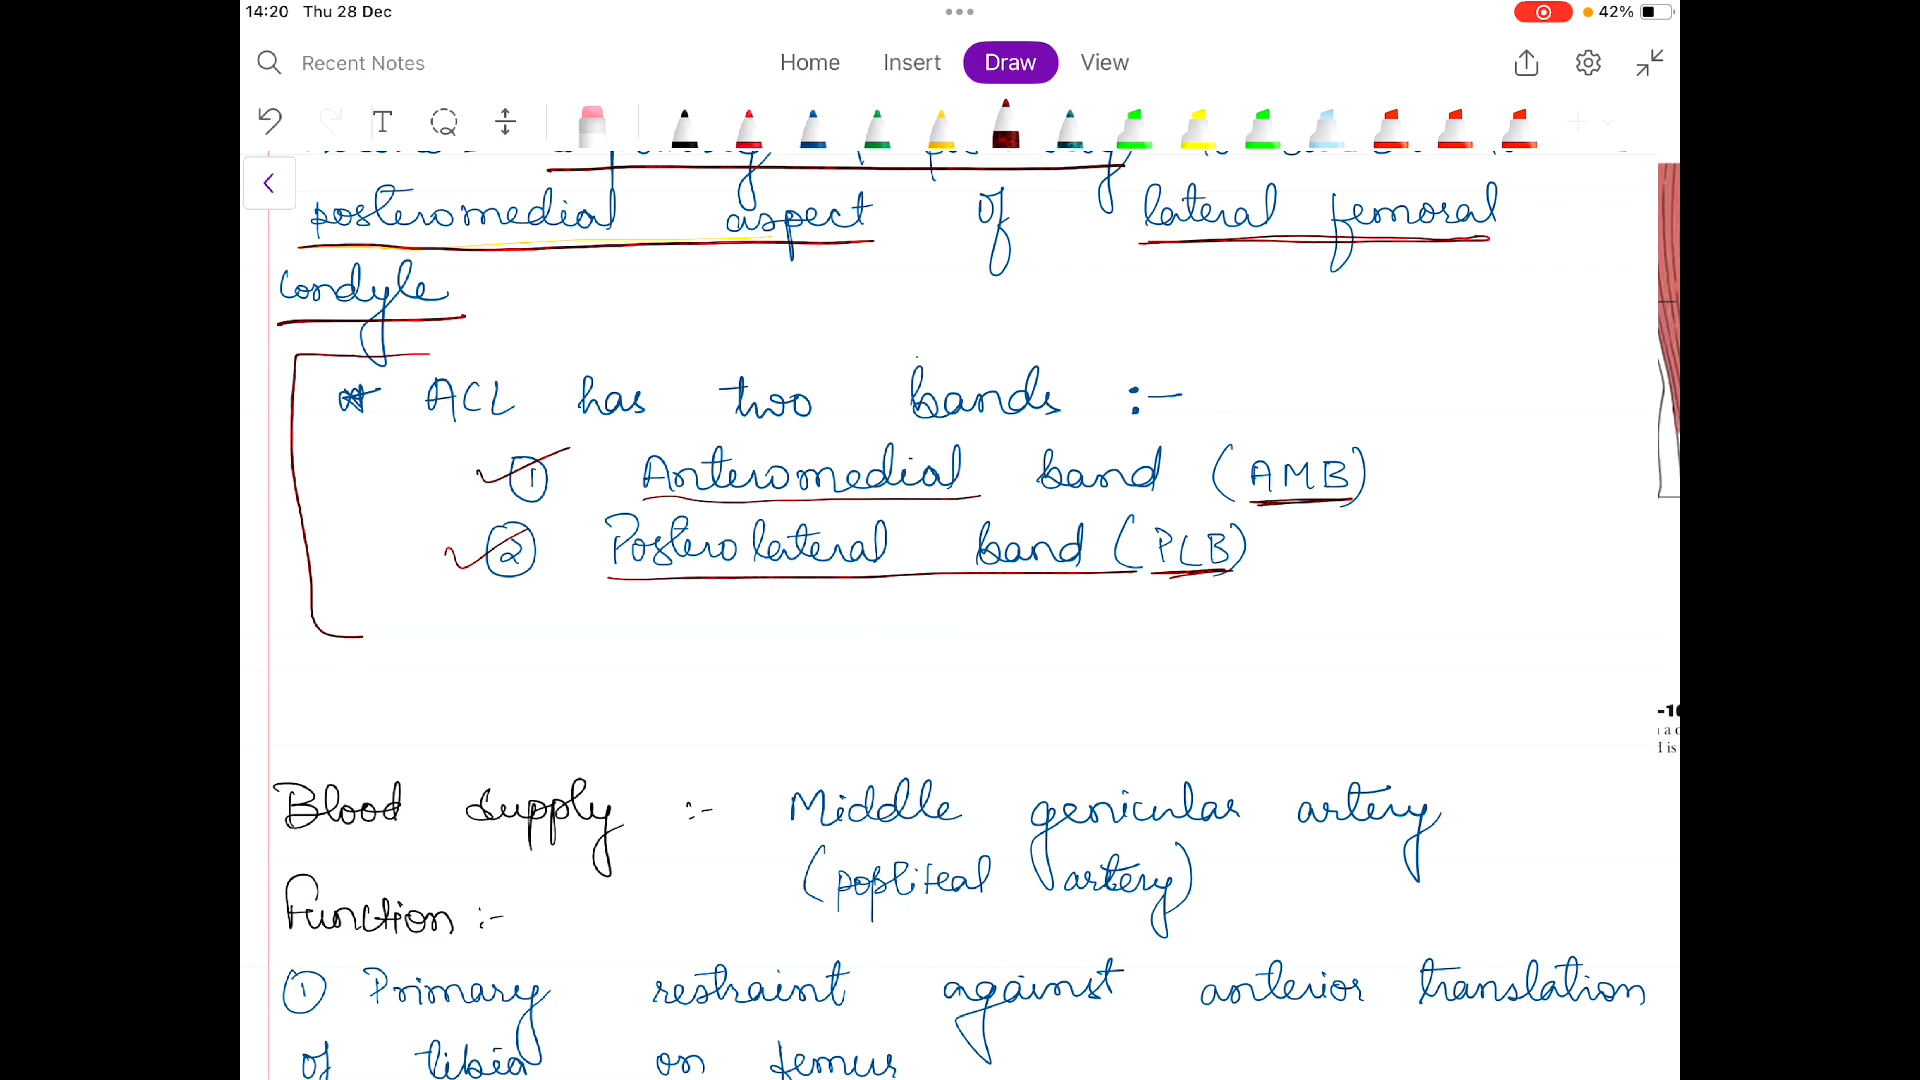 14:20 Thu 28 Dec 42%
Recent Notes Home Insert Draw View
T
posteromedial aspect of lateral femoral
condyle
* ACL has two bands :-
① Anteromedial band (AMB)
② Posterolateral band (PLB)
-10
Blood supply :- Middle genicular artery
(popliteal artery)
Function :-
① Primary restraint against anterior translation
of tibia on femur